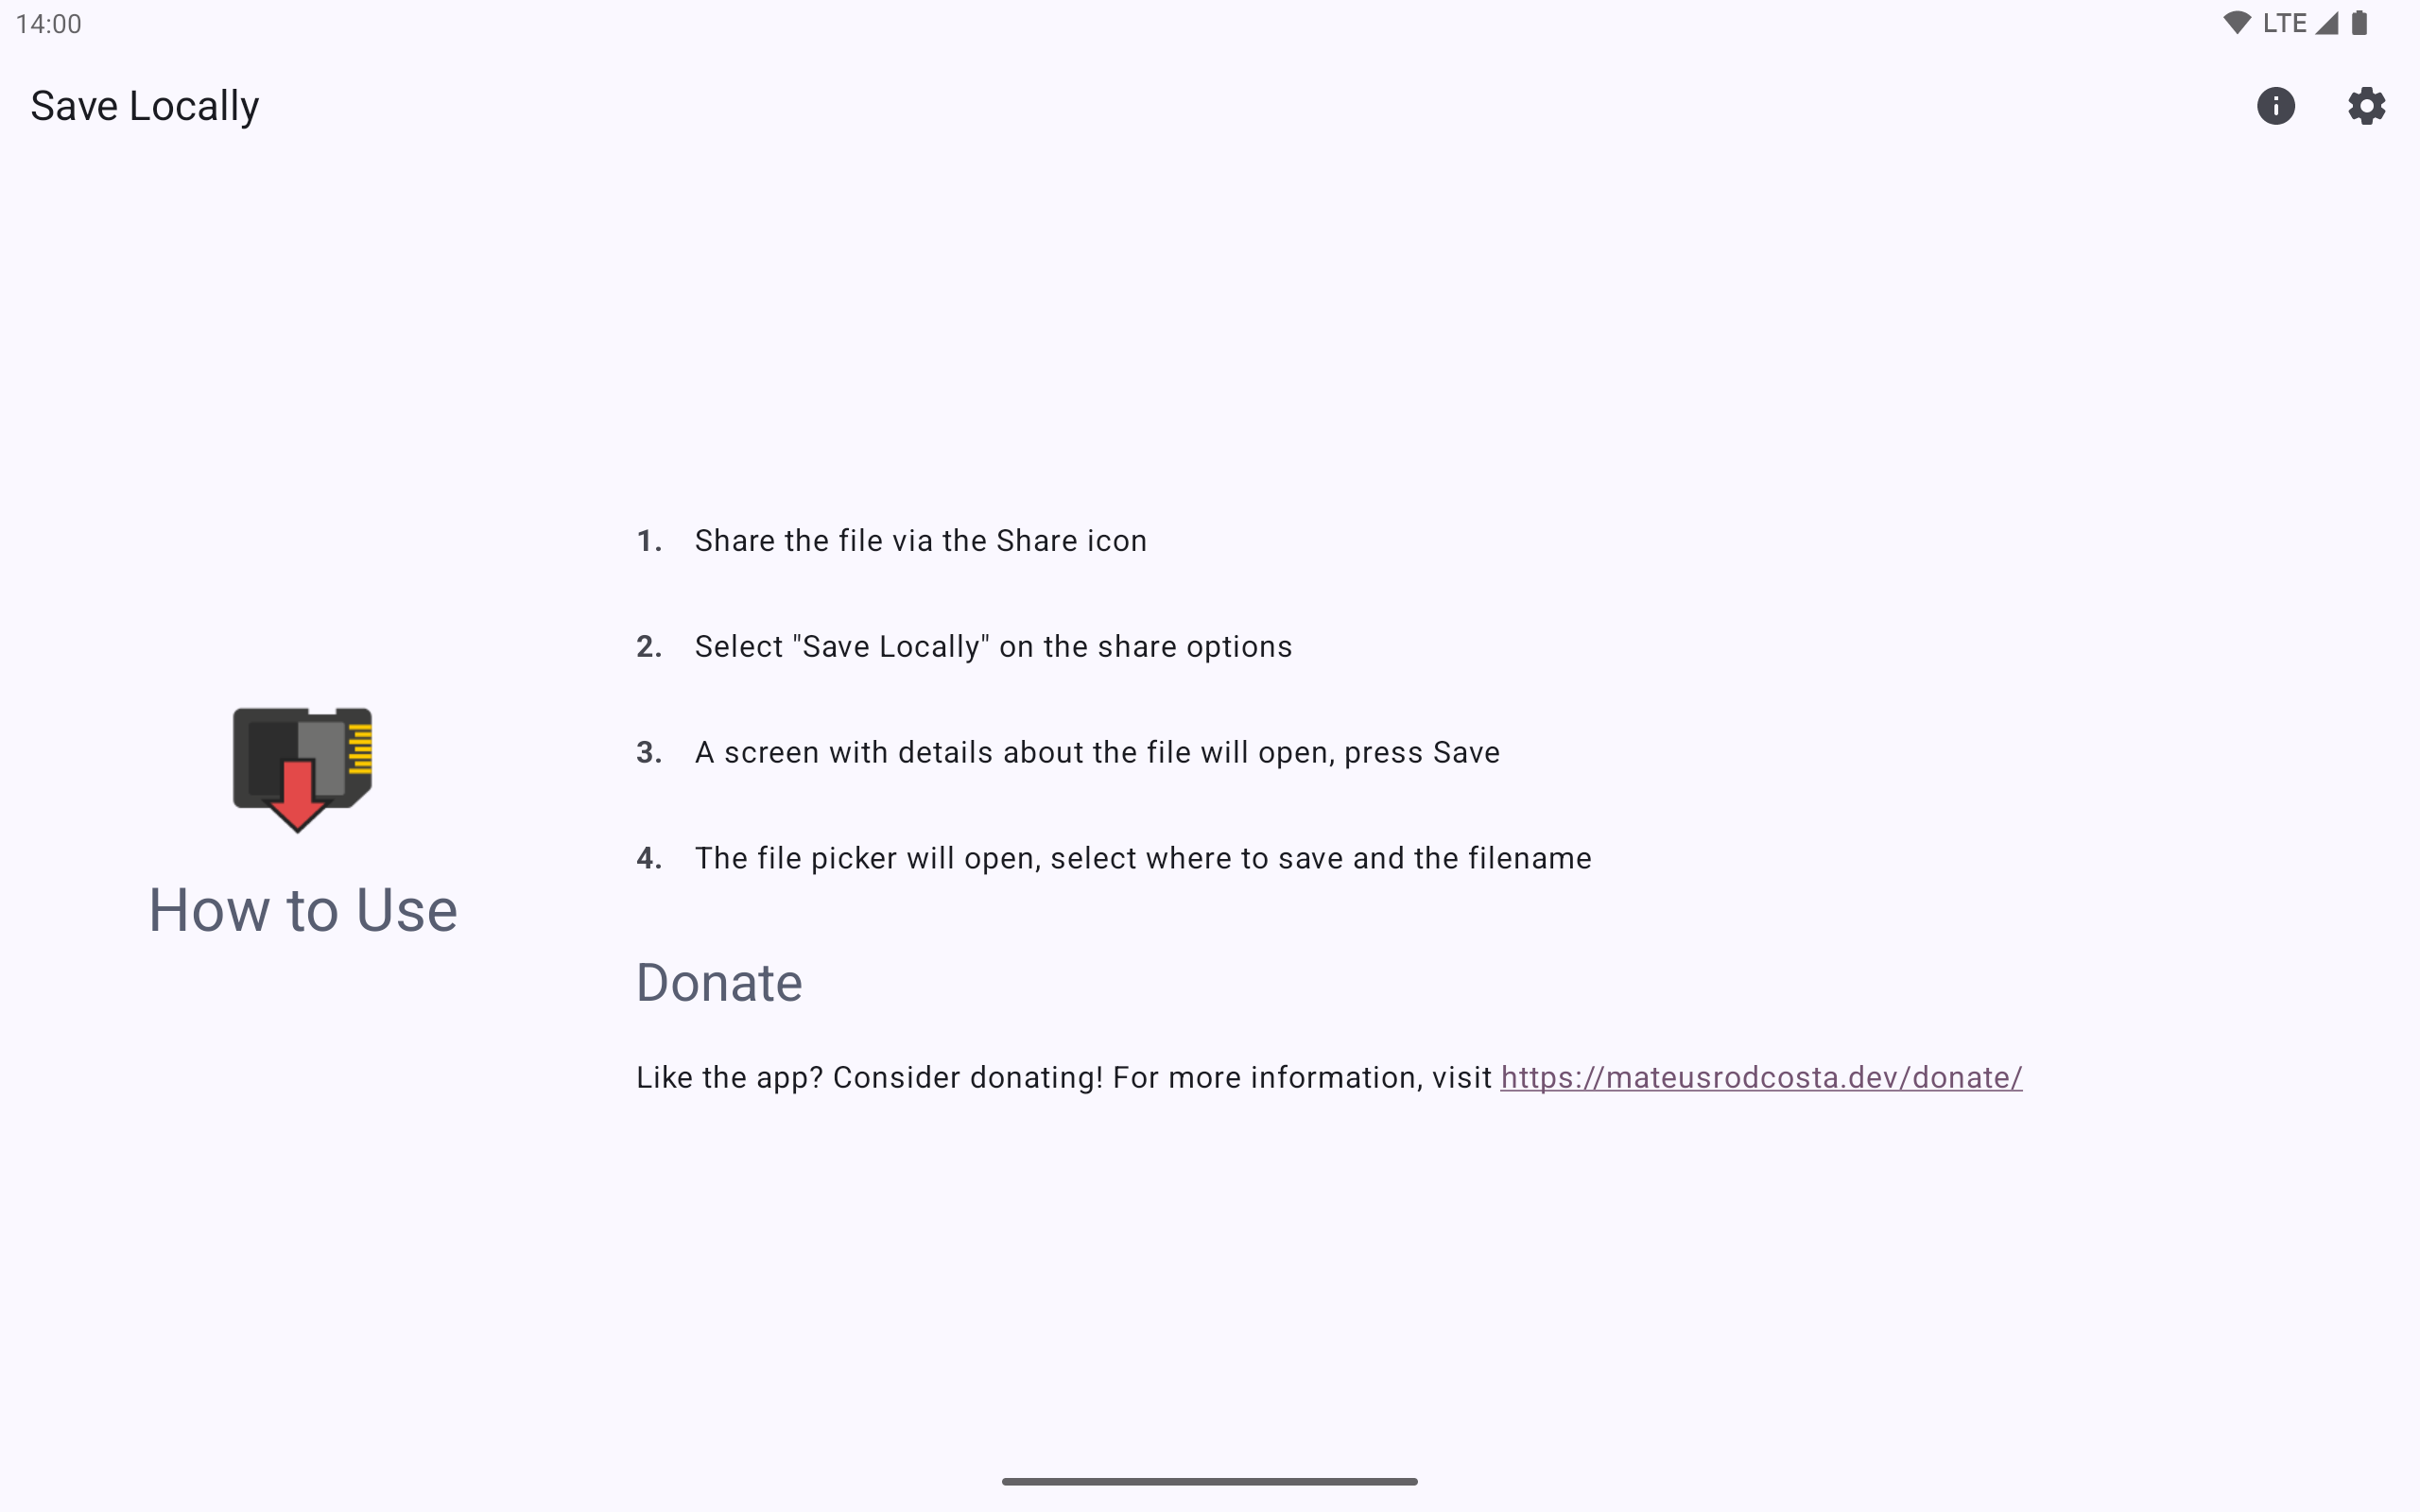 14:00
LTE
Save Locally
How to Use
1. Share the file via the Share icon
2. Select "Save Locally" on the share options
3. A screen with details about the file will open, press Save
4. The file picker will open, select where to save and the filename
Donate
Like the app? Consider donating! For more information, visit https://mateusrodcosta.dev/donate/